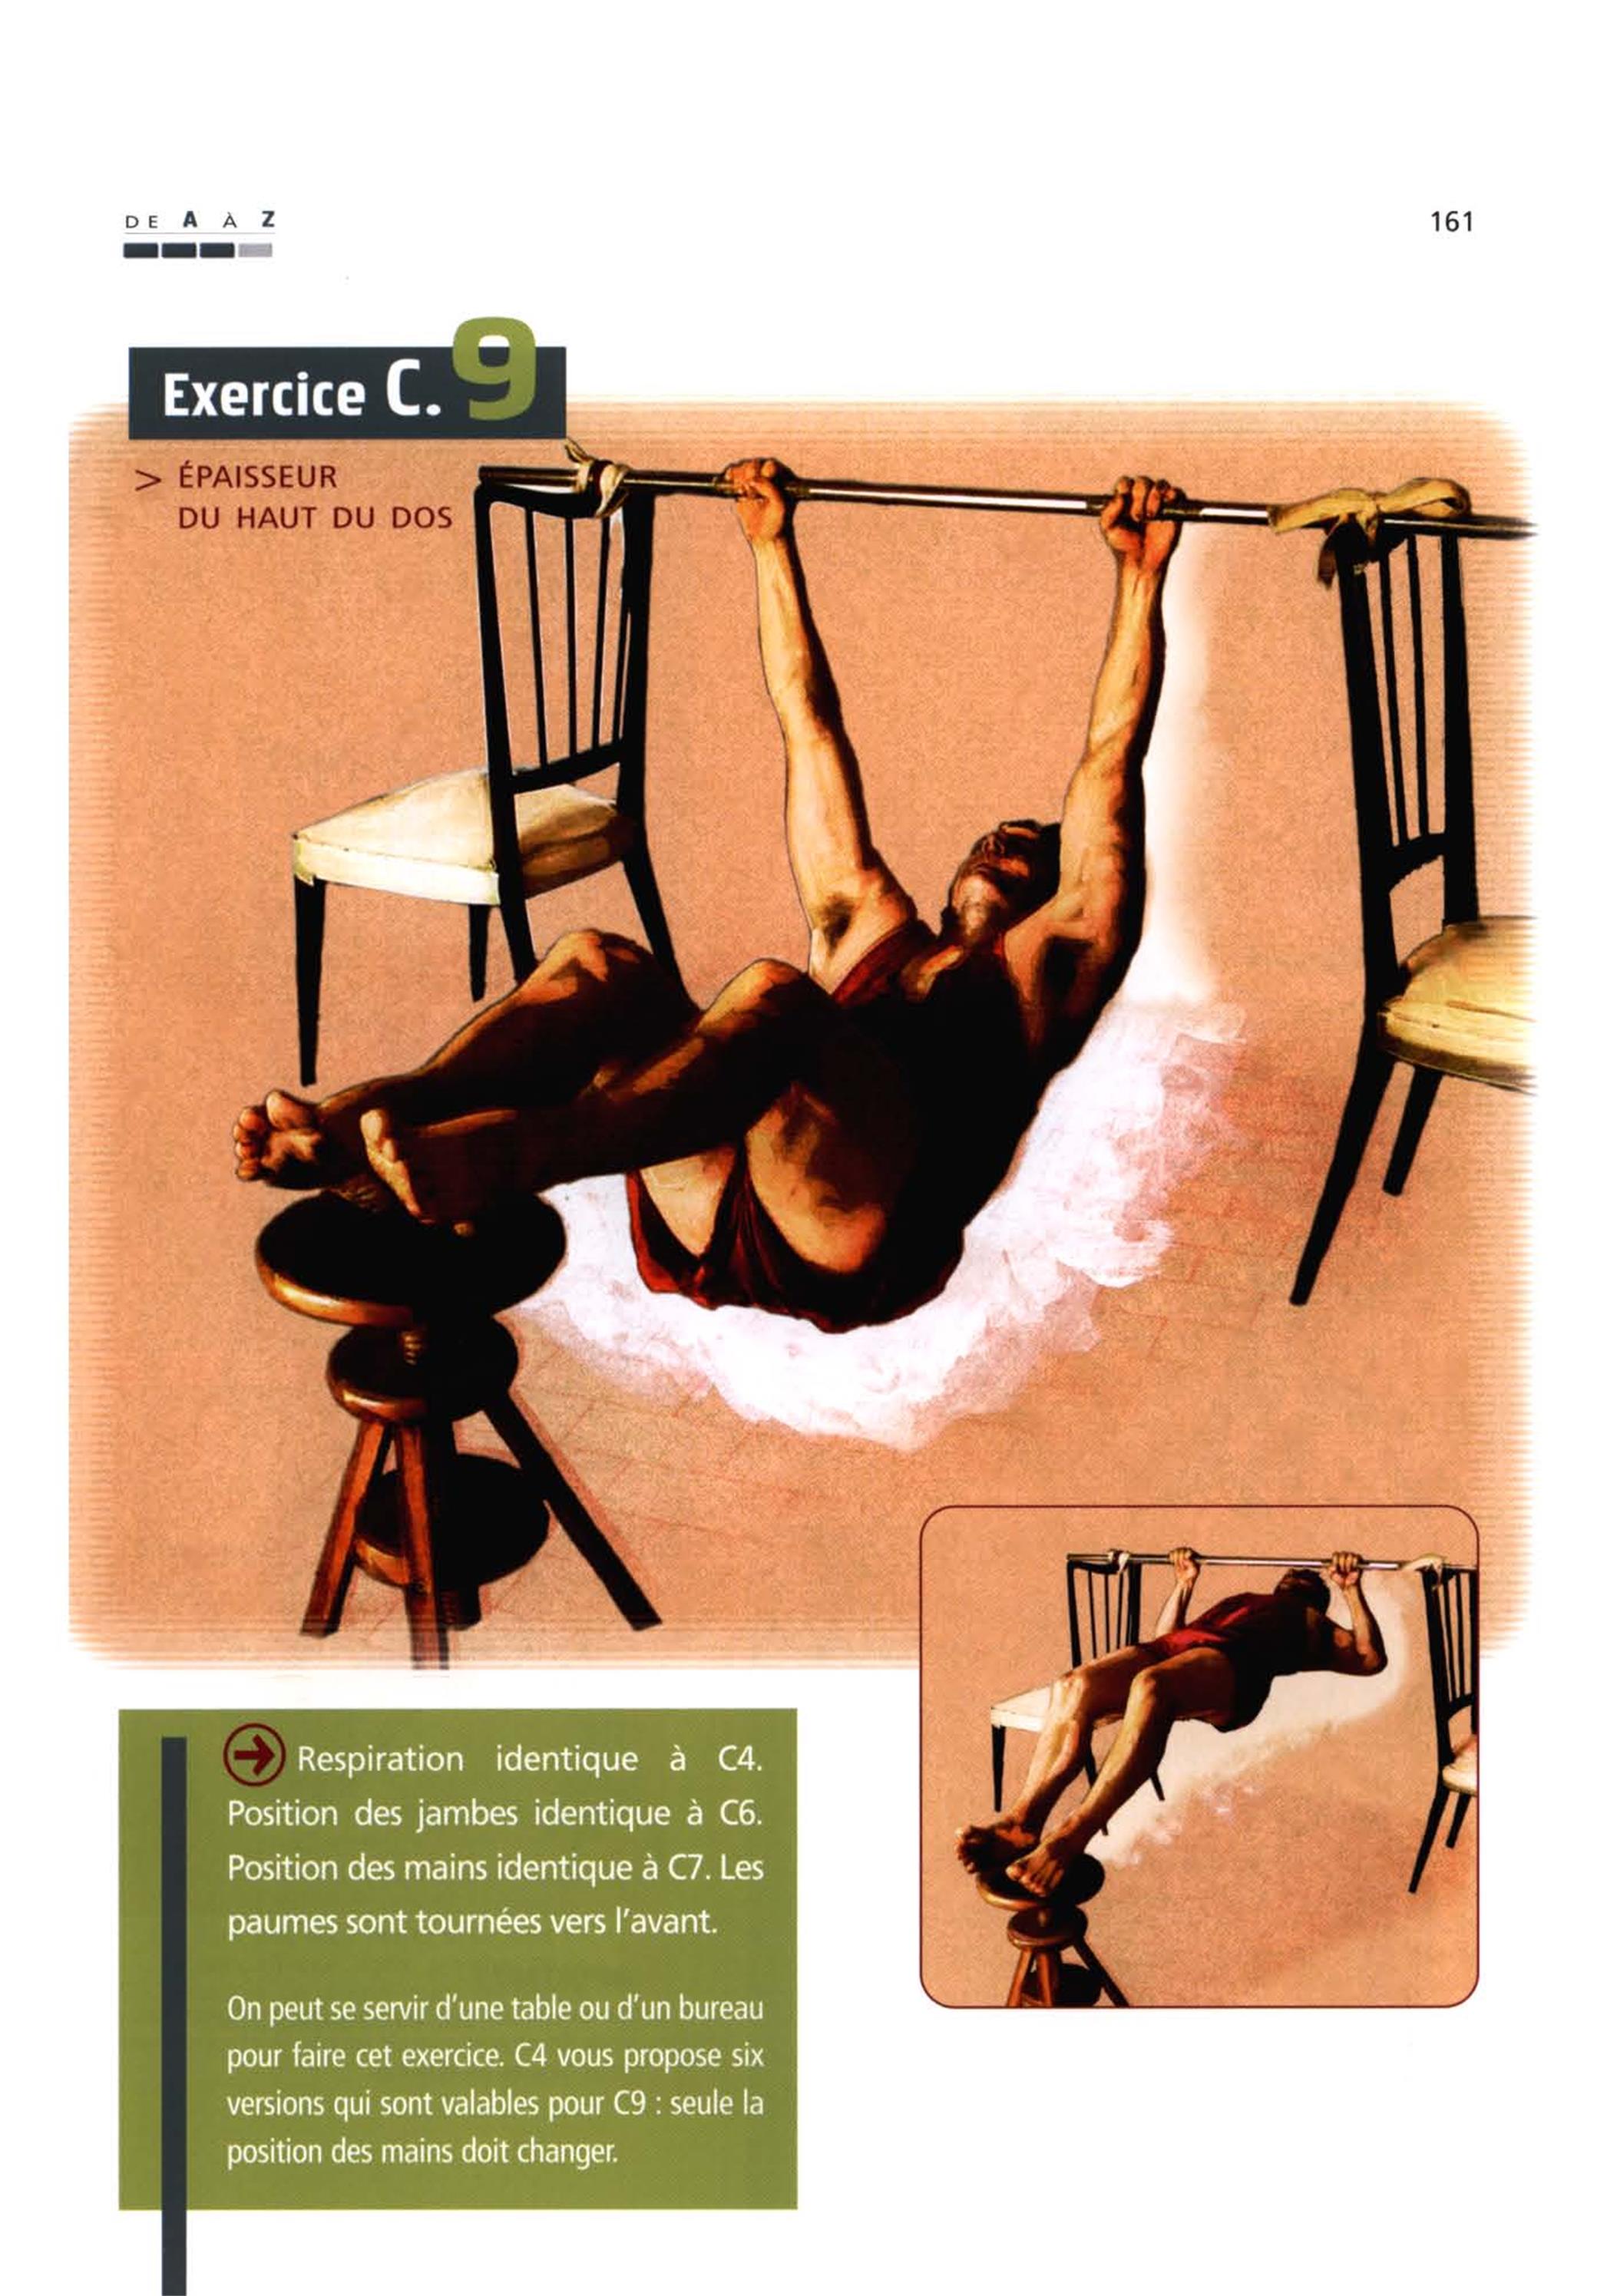 DE A À Z
161
Exercice C.9
> ÉPAISSEUR
DU HAUT DU DOS
Respiration identique à C4.
Position des jambes identique à C6.
Position des mains identique à C7. Les
paumes sont tournées vers l'avant.
On peut se servir d'une table ou d'un bureau
pour faire cet exercice. C4 vous propose six
versions qui sont valables pour C9 : seule la
position des mains doit changer.